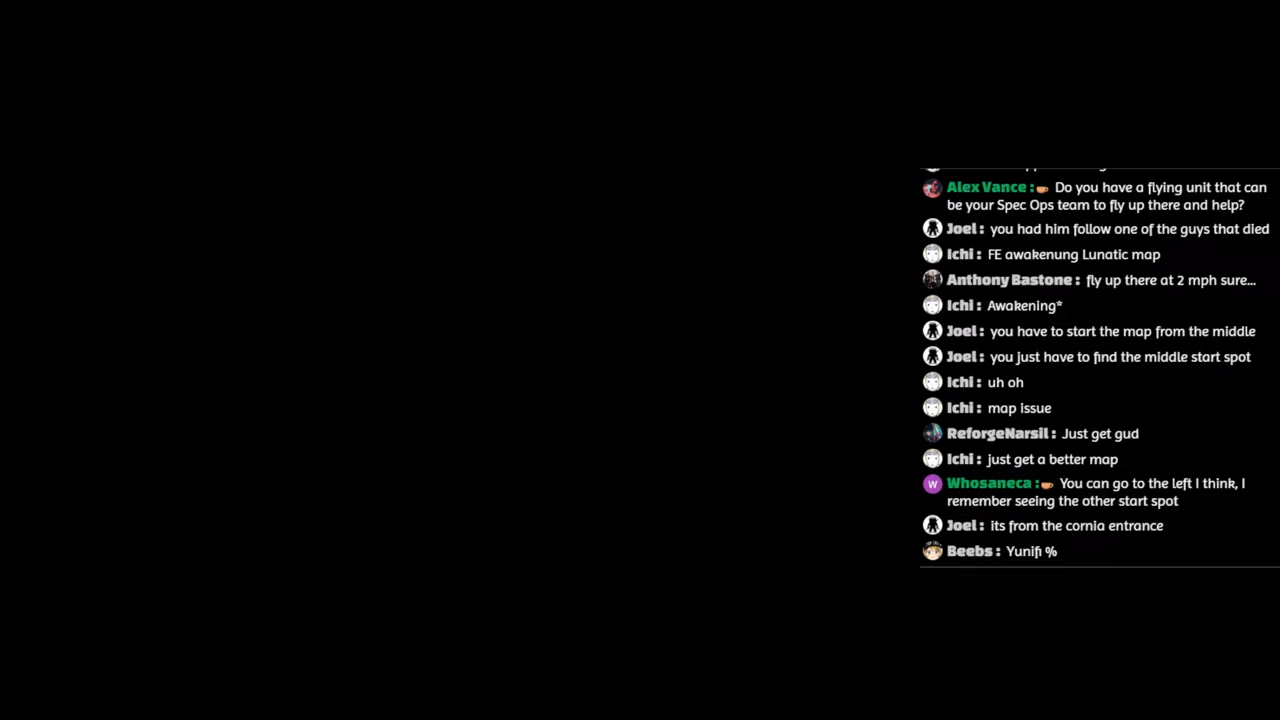 Alex Vance : Do you have a flying unit that can
be your Spec Ops team to fly up there and help?
Joel : you had him follow one of the guys that died
Ichi : FE awakenung Lunatic map
Anthony Bastone : fly up there at 2 mph sure...
Ichi : Awakening*
Joel : you have to start the map from the middle
Joel : you just have to find the middle start spot
Ichi : uh oh
Ichi : map issue
ReforgeNarsil : Just get gud
Ichi : just get a better map
W Whosaneca : You can go to the left I think, I
remember seeing the other start spot
Joel : its from the cornia entrance
Beebs : Yunifi %